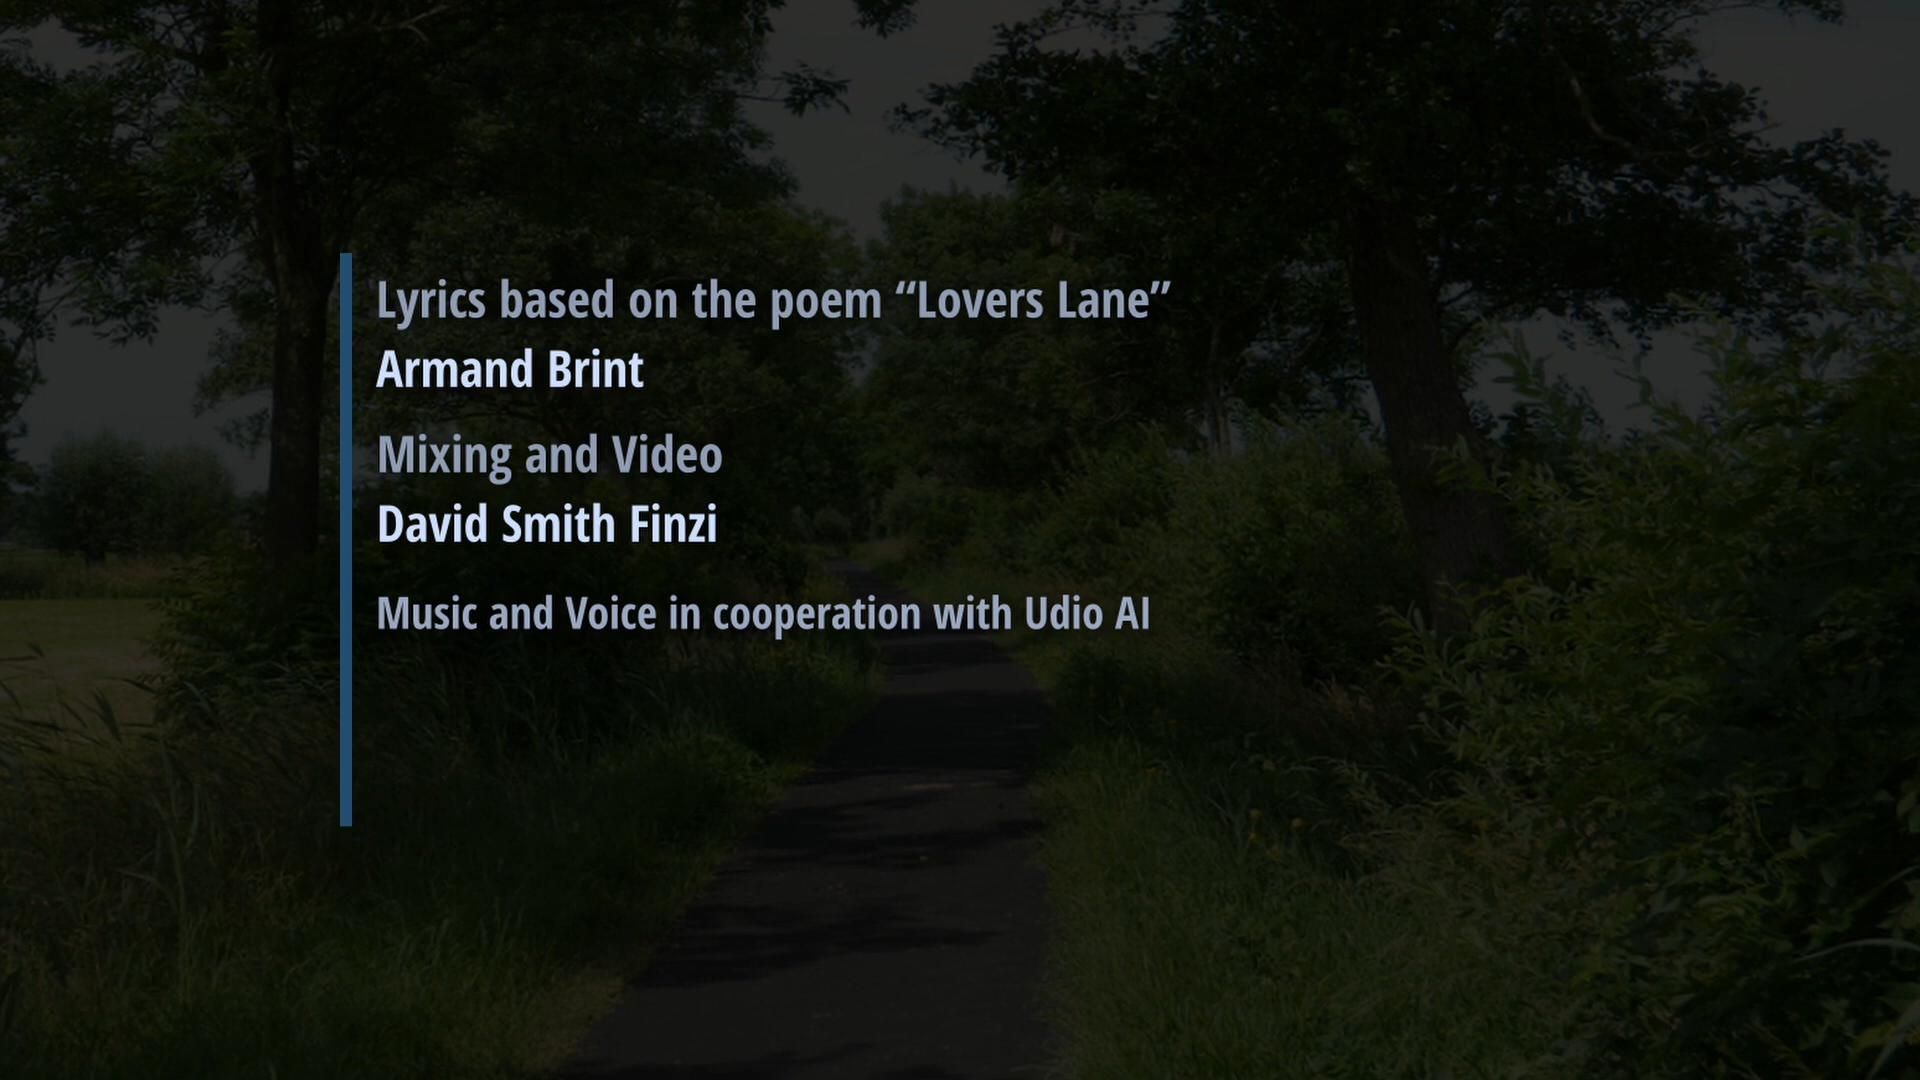 Lyrics based on the poem “Lovers Lane”
Armand Brint
Mixing and Video
David Smith Finzi
Music and Voice in cooperation with Udio AI